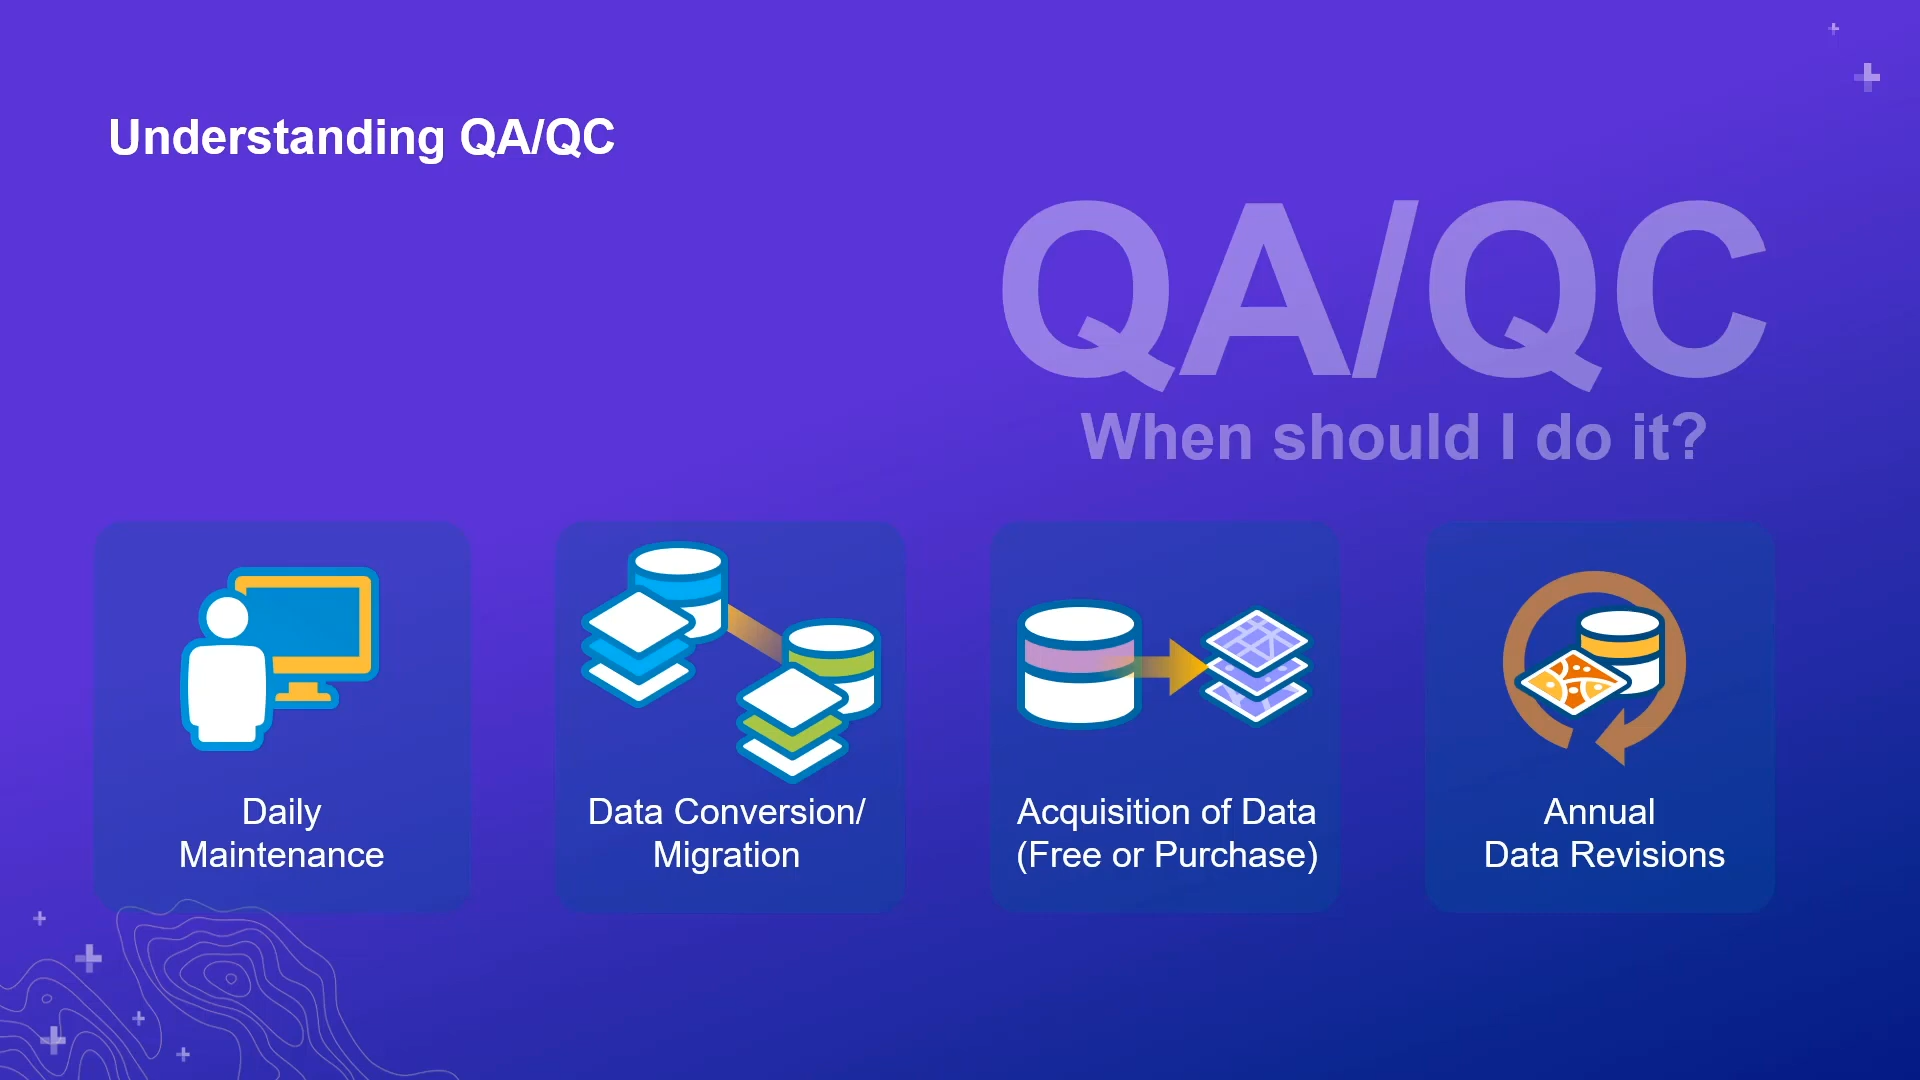 Understanding QA/QC
QA/QC
When should I do it?
Daily
Maintenance
Data Conversion/
Migration
Acquisition of Data
(Free or Purchase)
Annual
Data Revisions